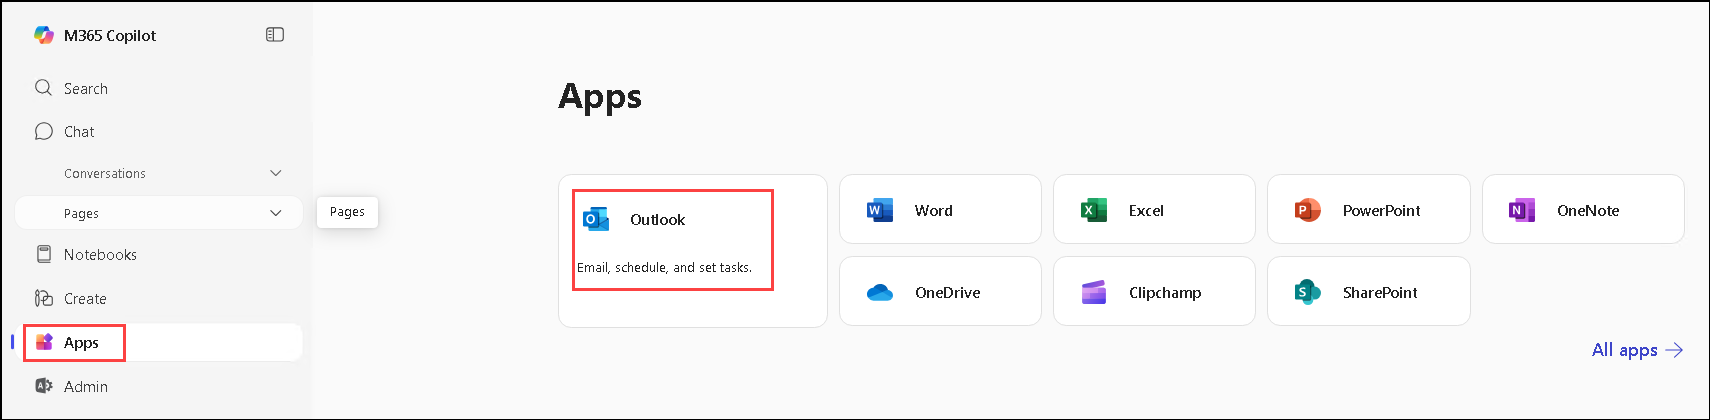 M365 Copilot
Search
Chat
Conversations
Pages
Pages
Notebooks
Create
Apps
Admin
Apps
Outlook
Email, schedule, and set tasks.
Word
Excel
PowerPoint
OneNote
OneDrive
Clipchamp
SharePoint
All apps